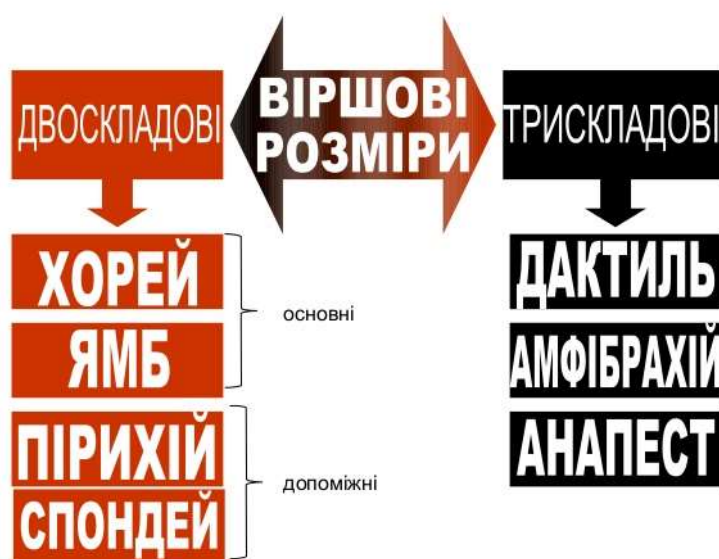 ВІРШОВІ
РОЗМІРИ
ДВОСКЛАДОВІ
ХОРЕЙ
ЯМБ
основні
ПІРИХІЙ
СПОНДЕЙ
допоміжні
ТРИСКЛАДОВІ
ДАКТИЛЬ
АМФІБРАХІЙ
АНАПЕСТ